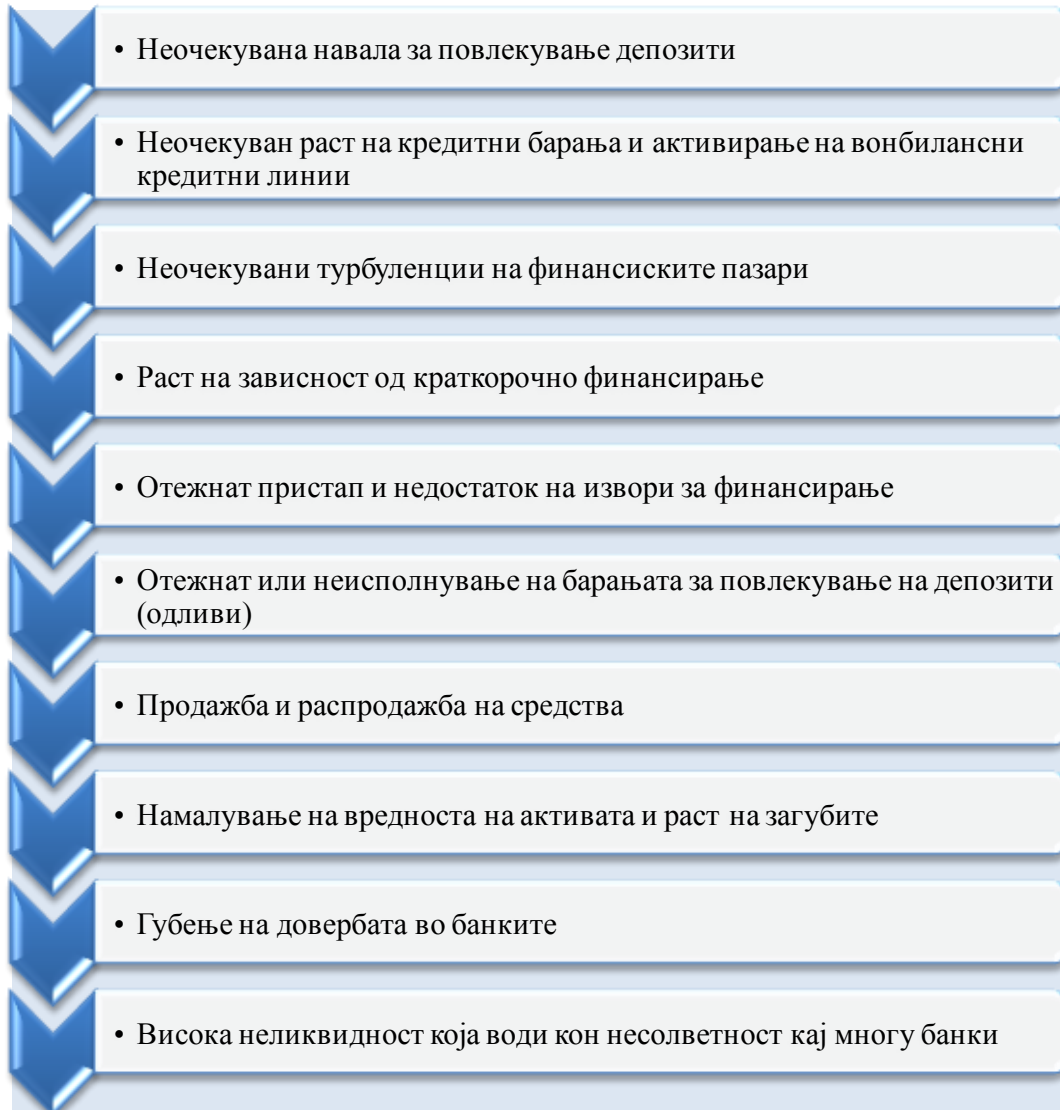 • Неочекувана навала за повлекување депозити
• Неочекуван раст на кредитни барања и активирање на вонбилансни
кредитни линии
• Неочекувани турбуленции на финансиските пазари
• Раст на зависност од краткорочно финансирање
• Отежнат пристап и недостаток на извори за финансирање
• Отежнат или неисполнување на барањата за повлекување на депозити
(одливи)
• Продажба и распродажба на средства
• Намалување на вредноста на активата и раст на загубите
• Губење на довербата во банките
• Висока неликвидност која води кон несолветност кај многу банки